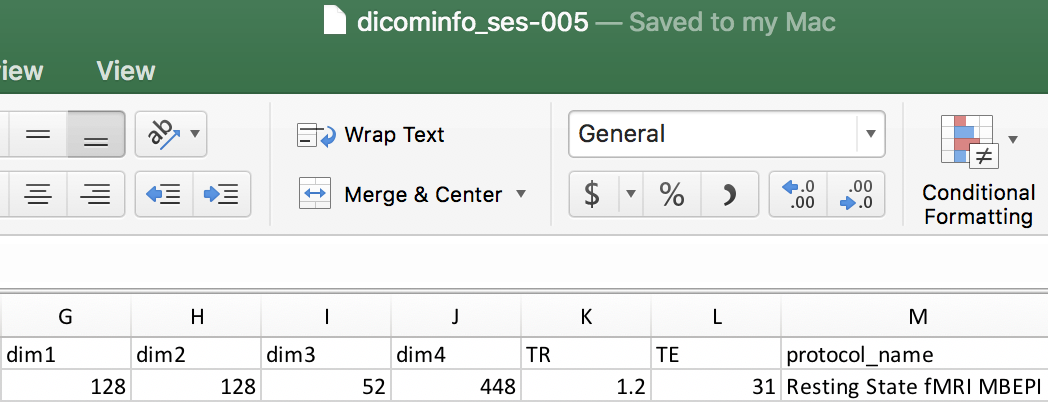 dicominfo_ses-005 — Saved to my Mac
iew View
ab Wrap Text General
Merge & Center $ % .0 .00 .00 .0 Conditional Formatting
G H I J K L M
dim1 dim2 dim3 dim4 TR TE protocol_name
128 128 52 448 1.2 31 Resting State fMRI MBEPI